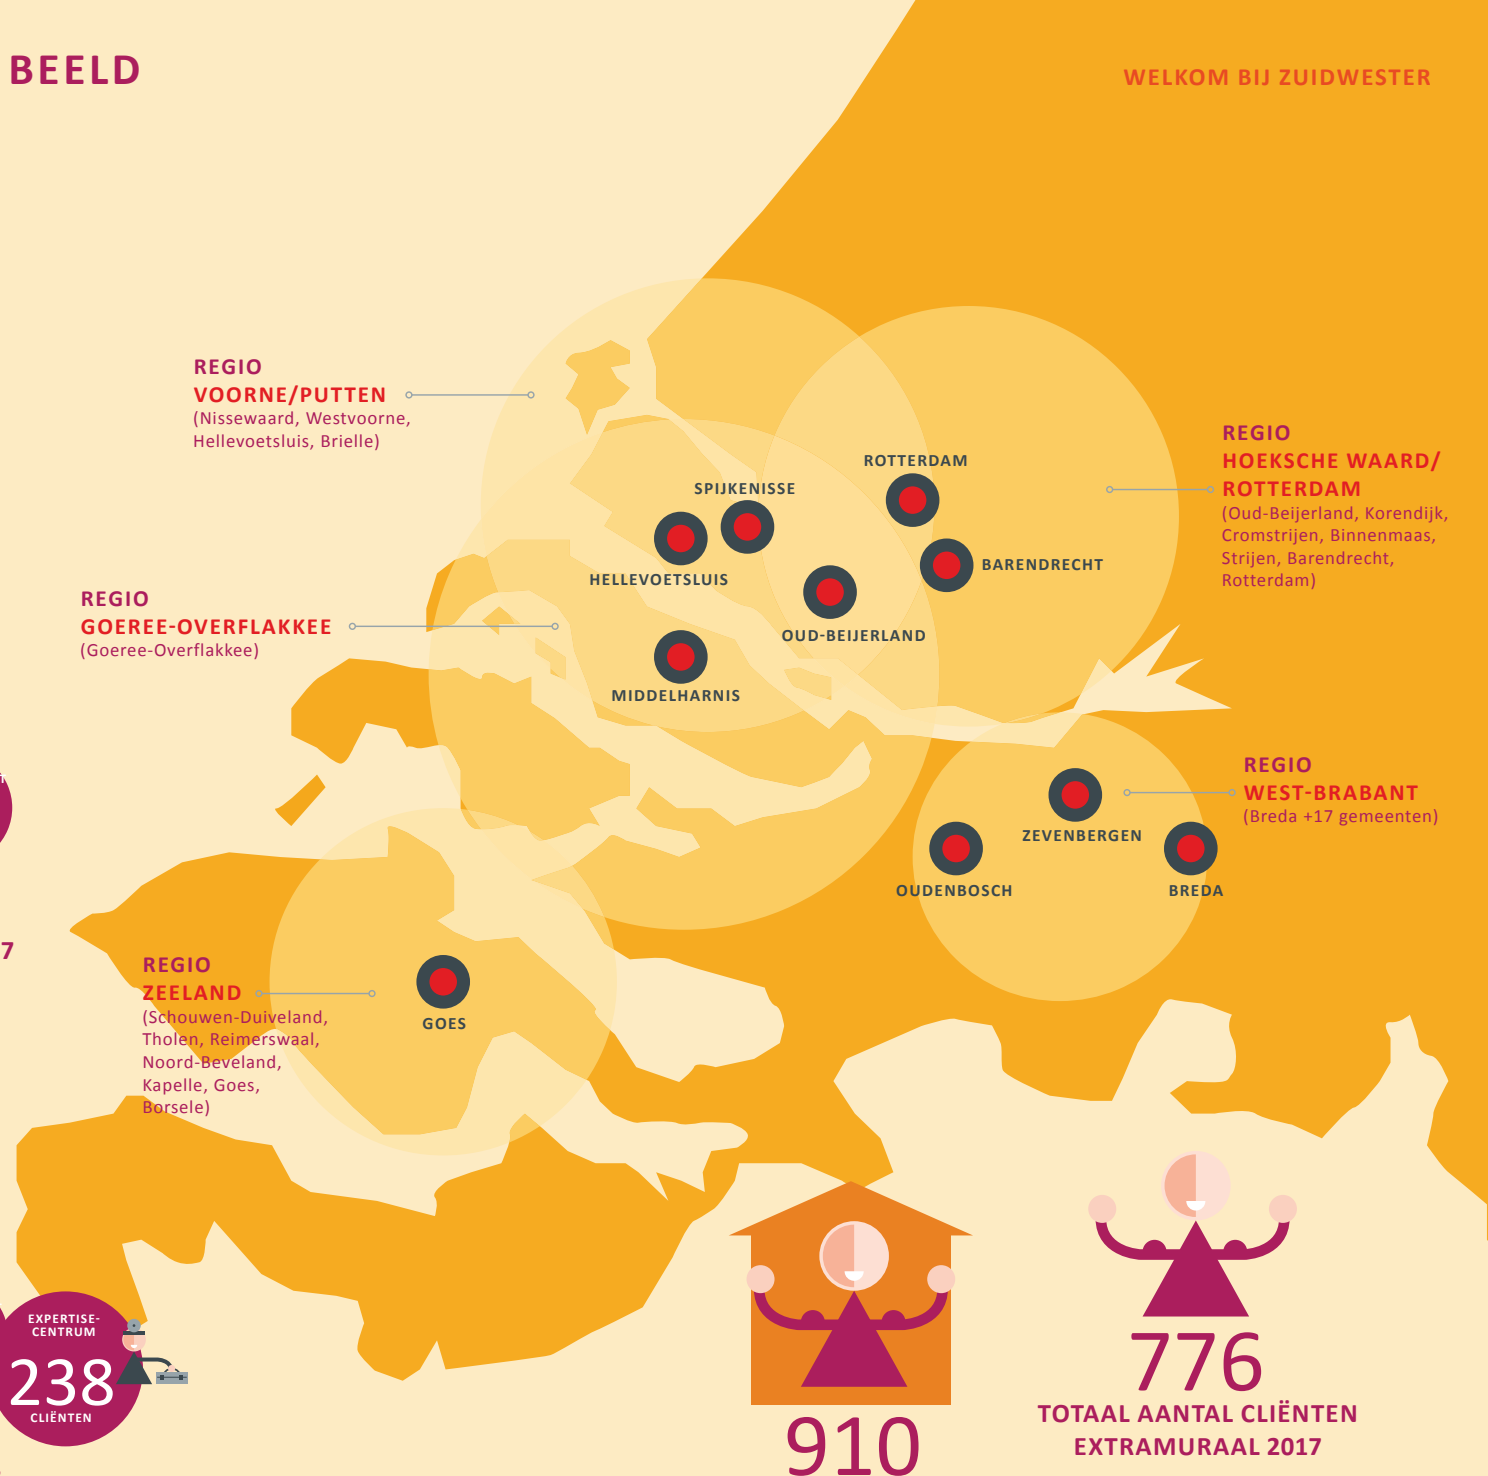 BEELD
WELKOM BIJ ZUIDWESTER
REGIO
VOORNE/PUTTEN
(Nissewaard, Westvoorne,
Hellevoetsluis, Brielle)
REGIO
HOEKSCHE WAARD/
ROTTERDAM
(Oud-Beijerland, Korendijk,
Cromstrijen, Binnenmaas,
Strijen, Barendrecht,
Rotterdam)
ROTTERDAM
SPIJKENISSE
HELLEVOETSLUIS
BARENDRECHT
OUD-BEIJERLAND
MIDDELHARNIS
REGIO
GOEREE-OVERFLAKKEE
(Goeree-Overflakkee)
REGIO
WEST-BRABANT
(Breda +17 gemeenten)
ZEVENBERGEN
OUDENBOSCH
BREDA
7
REGIO
ZEELAND
(Schouwen-Duiveland,
Tholen, Reimerswaal,
Noord-Beveland,
Kapelle, Goes,
Borsele)
GOES
EXPERTISE-
CENTRUM
238
CLIËNTEN
910
776
TOTAAL AANTAL CLIËNTEN
EXTRAMURAAL 2017